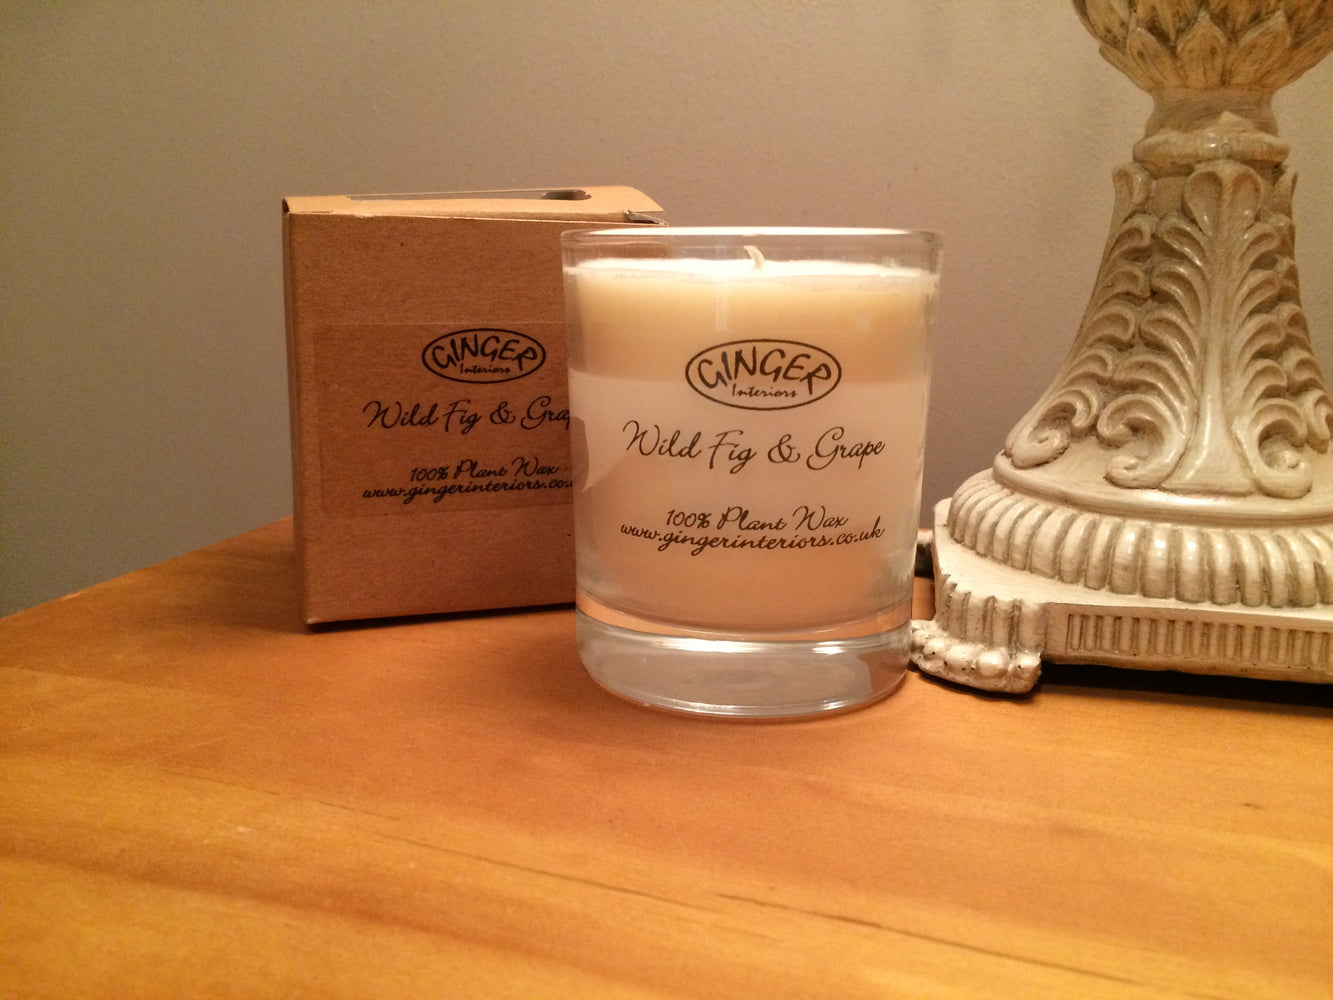 GINGER
Interiors
Wild Fig & Gra
100% Plant Wax
www.gingerinteriors.co.
GINGER
Interiors
Wild Fig & Grape
100% Plant Wax
www.gingerinteriors.co.uk